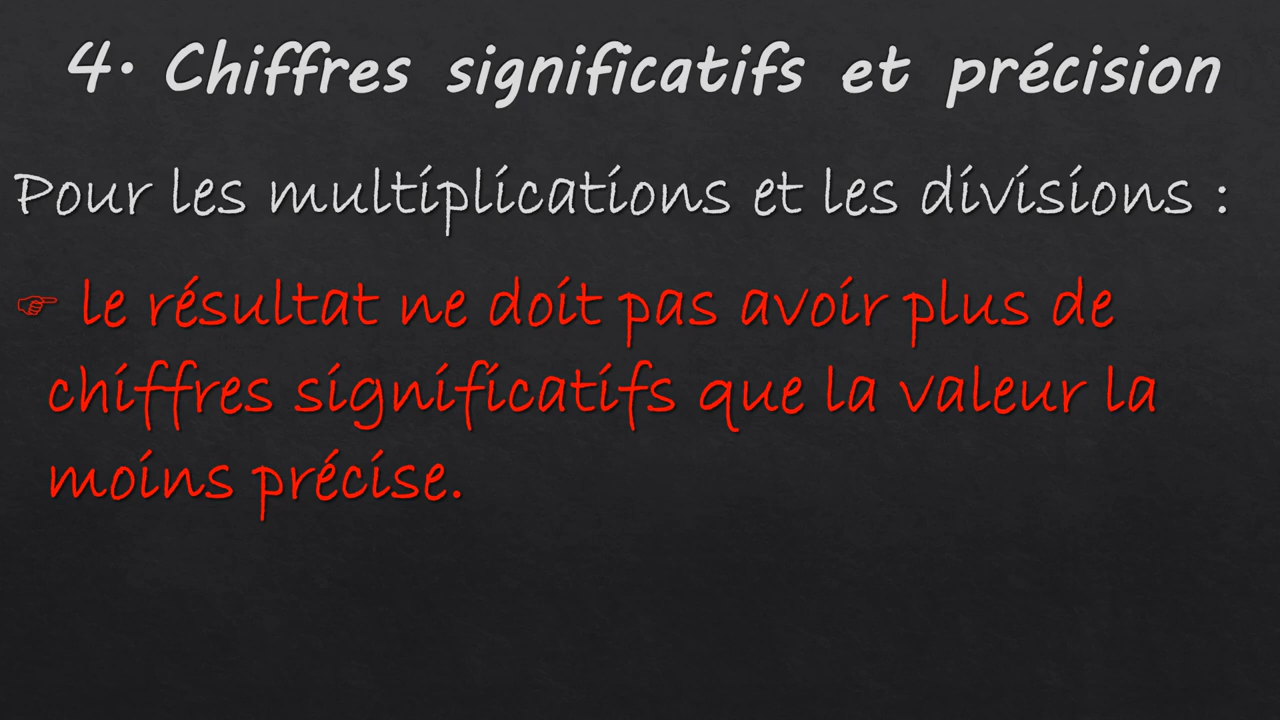 4. Chiffres significatifs et précision
Pour les multiplications et les divisions :
☞ le résultat ne doit pas avoir plus de
chiffres significatifs que la valeur la
moins précise.